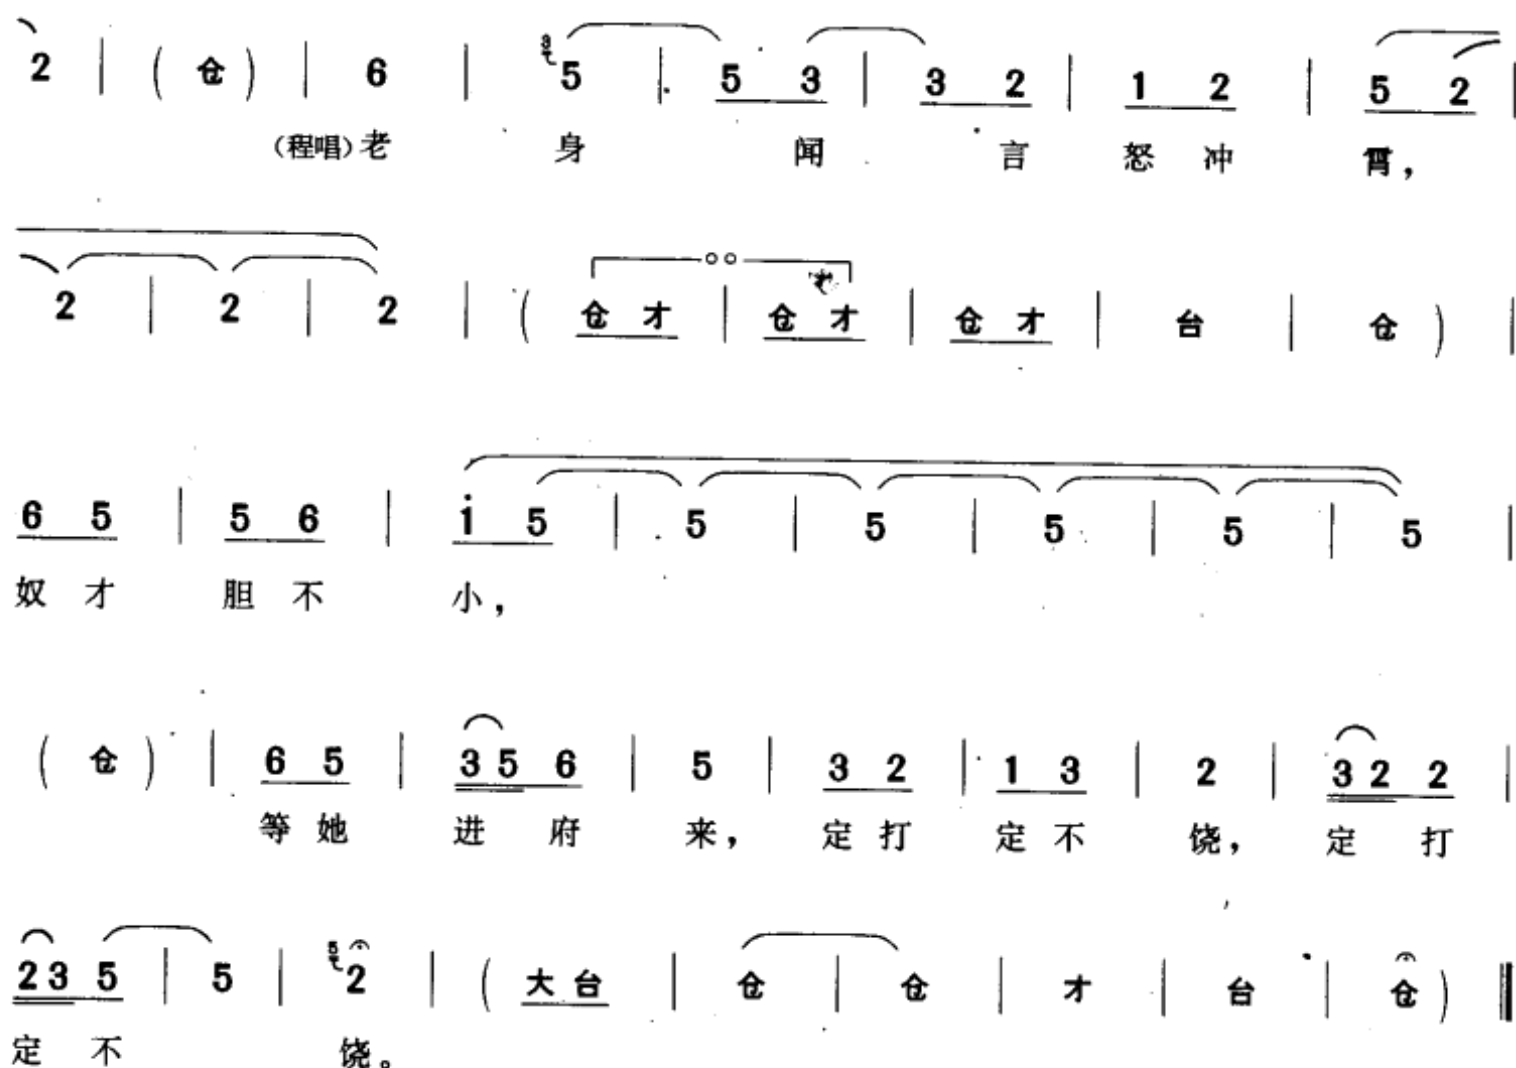 2 | ( 仓 ) | 6 | 3 5 | 5 3 | 3 2 | 1 2 | 5 2 |
(程唱)老 身 闻 言 怒 冲 霄，
2 | 2 | 2 | ( 仓 才 | 仓 才 | 仓 才 | 台 | 仓 ) |
6 5 | 5 6 | i 5 | 5 | 5 | 5 | 5 | 5 |
奴 才 胆 不 小，
( 仓 ) | 6 5 | 3 5 6 | 5 | 3 2 | 1 3 | 2 | 3 2 2 |
等 她 进 府 来， 定 打 定 不 饶， 定 打
2 3 5 | 5 | 5 2 | ( 大 台 | 仓 | 仓 | 才 | 台 | 仓 )
定 不 饶。